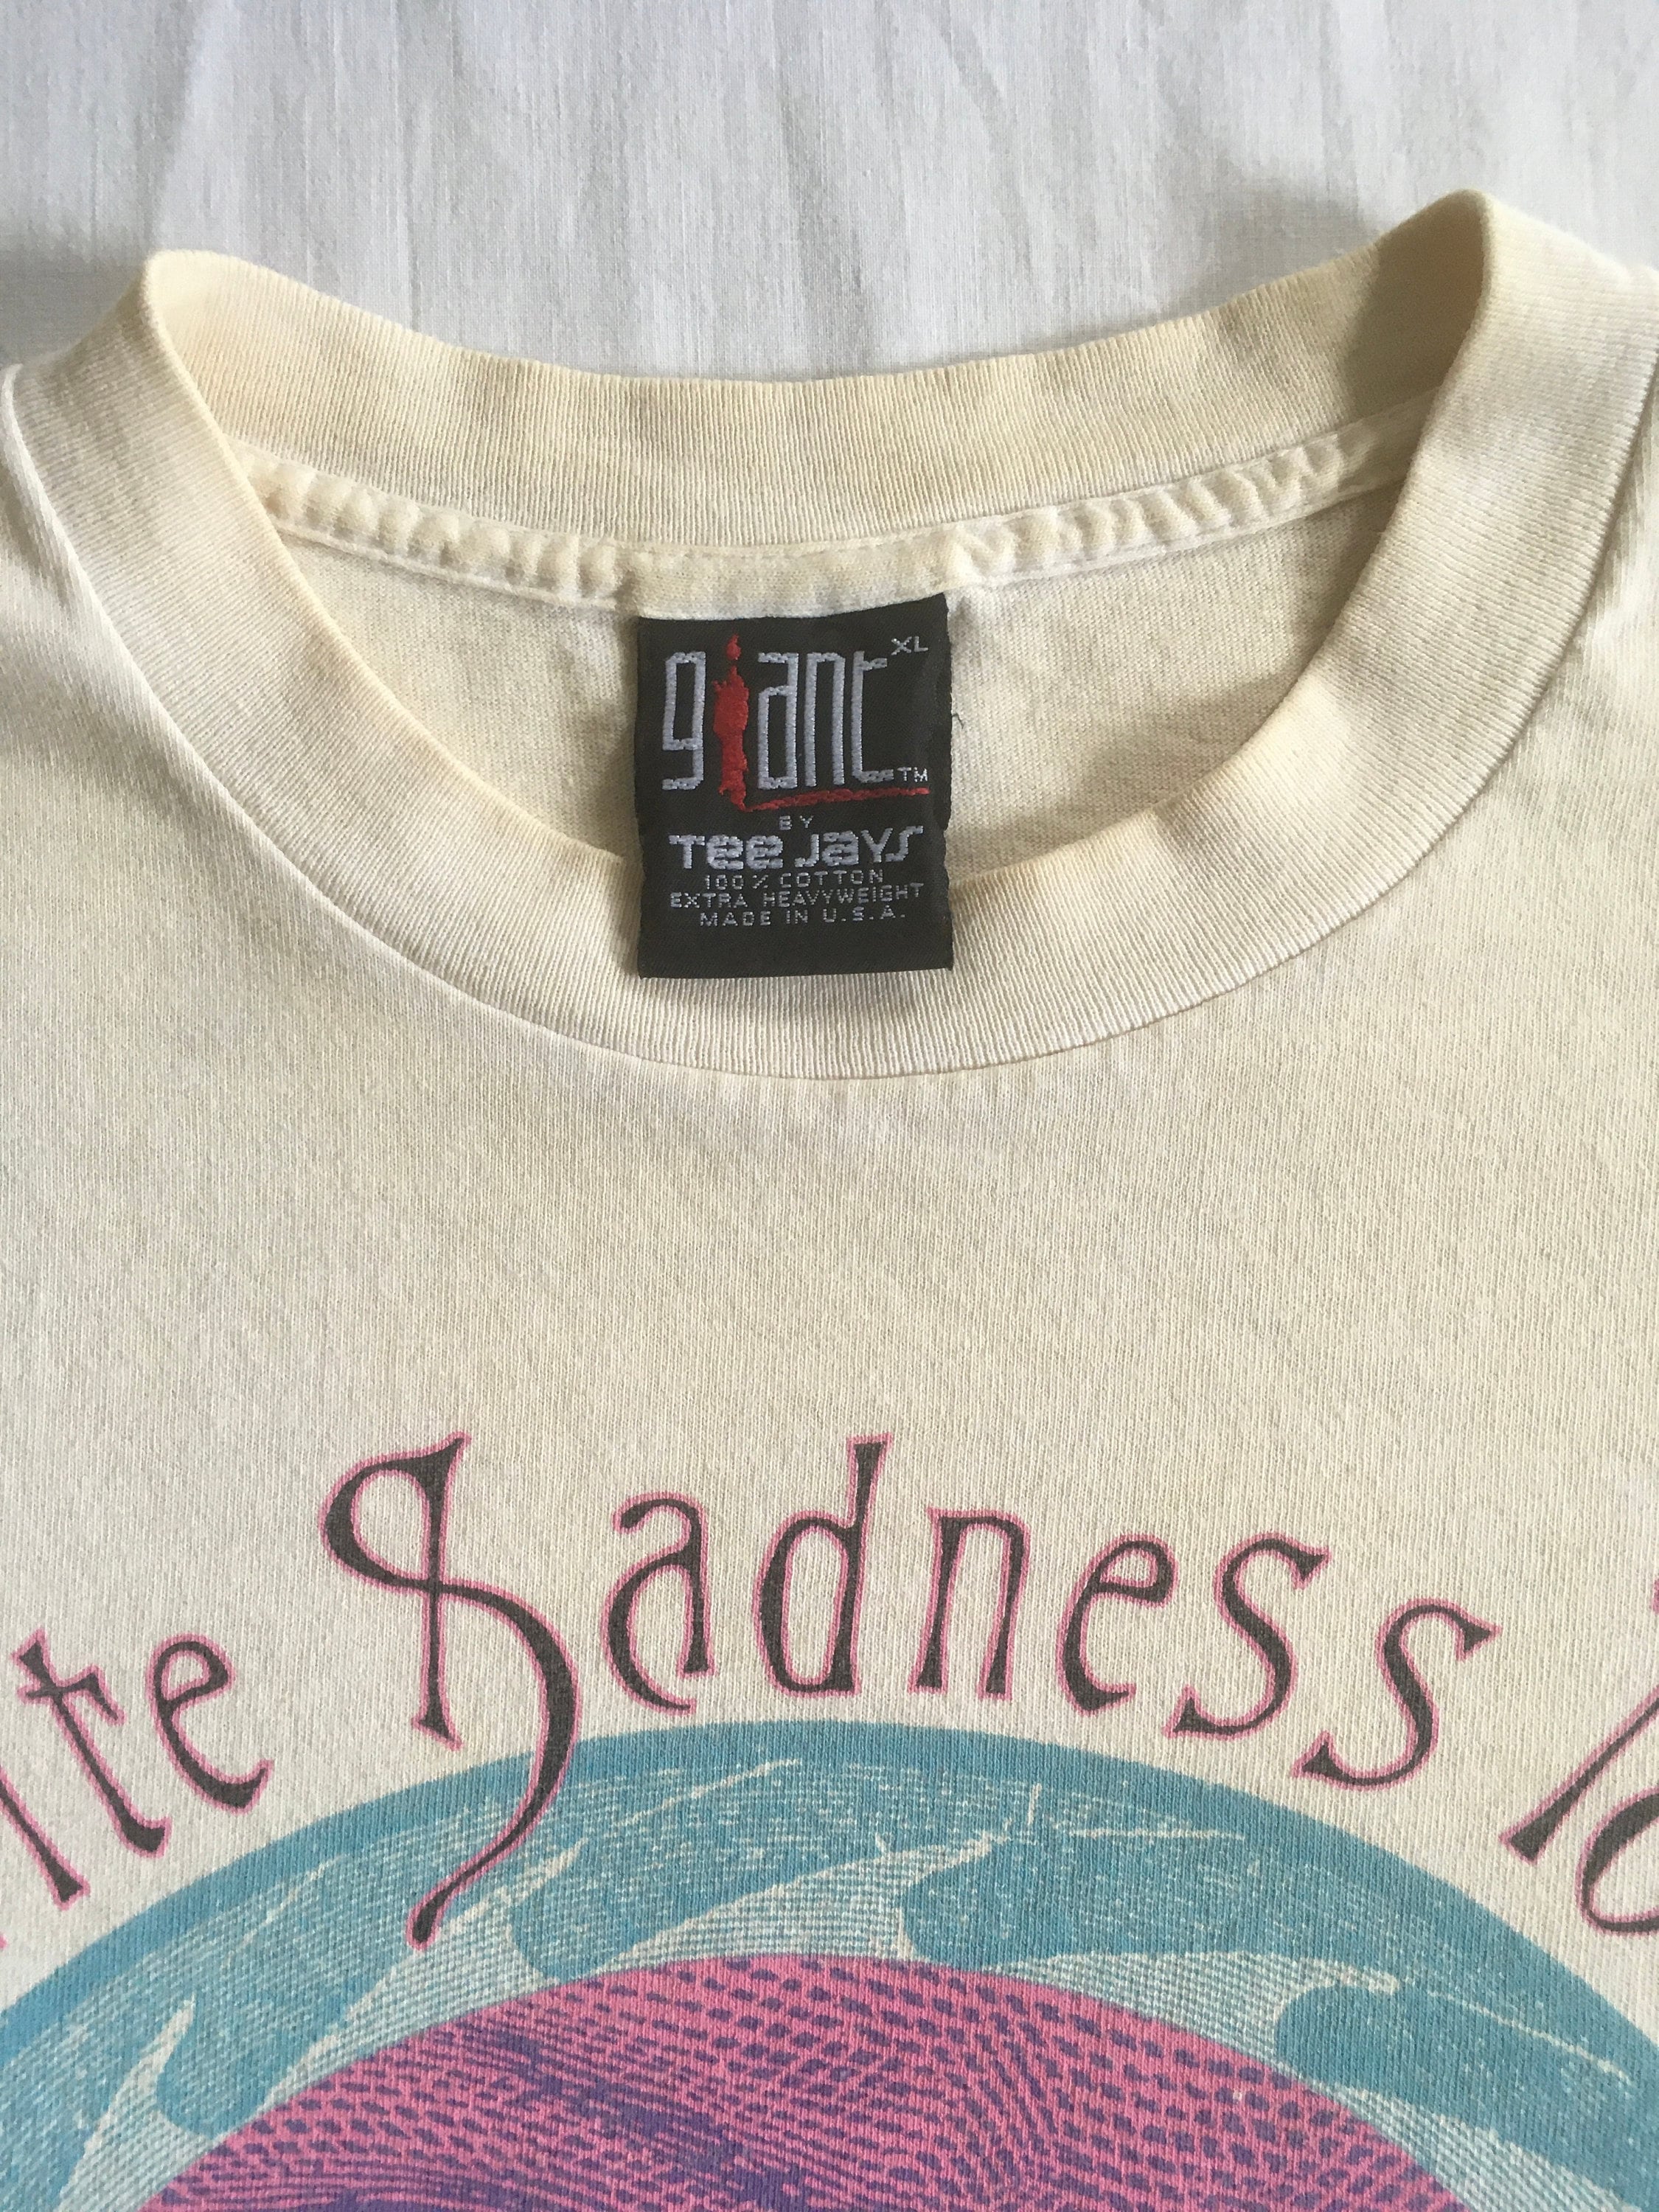 giant XL
TM
BY
TEE JAYS
100% COTTON
EXTRA HEAVYWEIGHT
MADE IN U.S.A.
Sadness